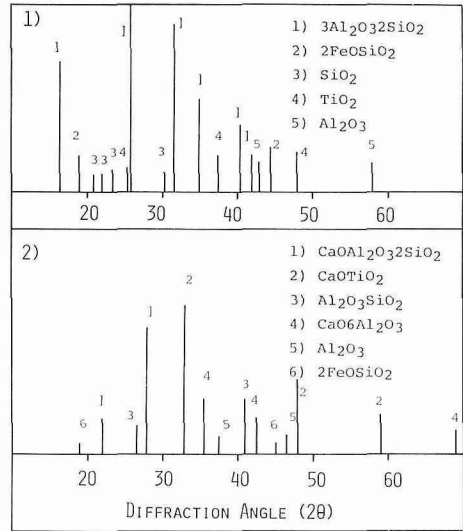 1)
1) 3Al₂O₃2SiO₂
2) 2FeOSiO₂
3) SiO₂
4) TiO₂
5) Al₂O₃
1 2 3 3 3 4 1 3 1 1 4 1 1 5 2 4 5
20 30 40 50 60
2)
1) CaOAl₂O₃2SiO₂
2) CaOTiO₂
3) Al₂O₃SiO₂
4) CaO6Al₂O₃
5) Al₂O₃
6) 2FeOSiO₂
6 1 3 1 2 4 5 3 4 6 5 2 2 4
20 30 40 50 60
DIFFRACTION ANGLE (2θ)